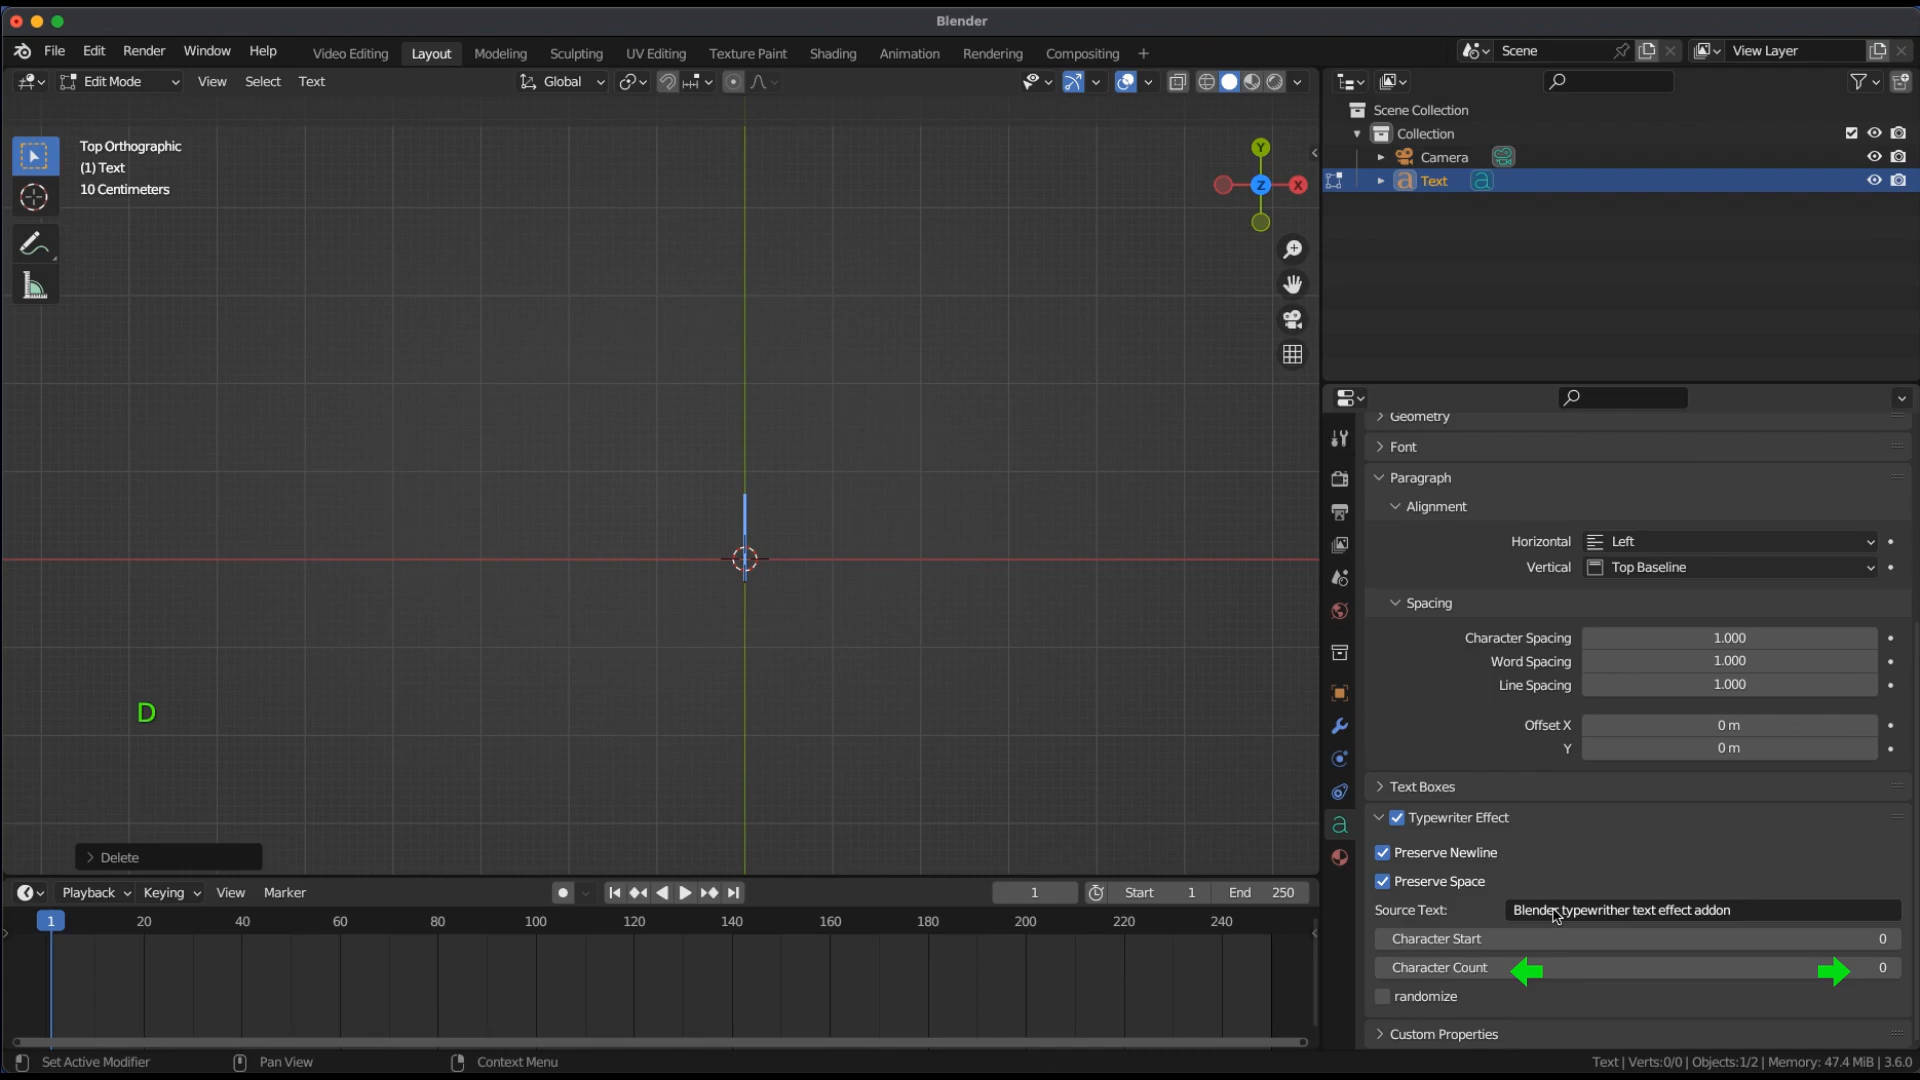 Blender
File Edit Render Window Help
Video Editing Layout Modeling Sculpting UV Editing Texture Paint Shading Animation Rendering Compositing +
Scene
View Layer
Edit Mode View Select Text
Global
Top Orthographic
(1) Text
10 Centimeters
Y
Z
X
D
Delete
Scene Collection
Collection
Camera
Text
Geometry
Font
Paragraph
Alignment
Horizontal Left
Vertical Top Baseline
Spacing
Character Spacing 1.000
Word Spacing 1.000
Line Spacing 1.000
Offset X 0 m
Y 0 m
Text Boxes
Typewriter Effect
Preserve Newline
Preserve Space
Source Text: Blender typewrither text effect addon
Character Start 0
Character Count 0
randomize
Custom Properties
Playback Keying View Marker
1 Start 1 End 250
1 20 40 60 80 100 120 140 160 180 200 220 240
Set Active Modifier Pan View Context Menu
Text | Verts:0/0 | Objects:1/2 | Memory: 47.4 MiB | 3.6.0